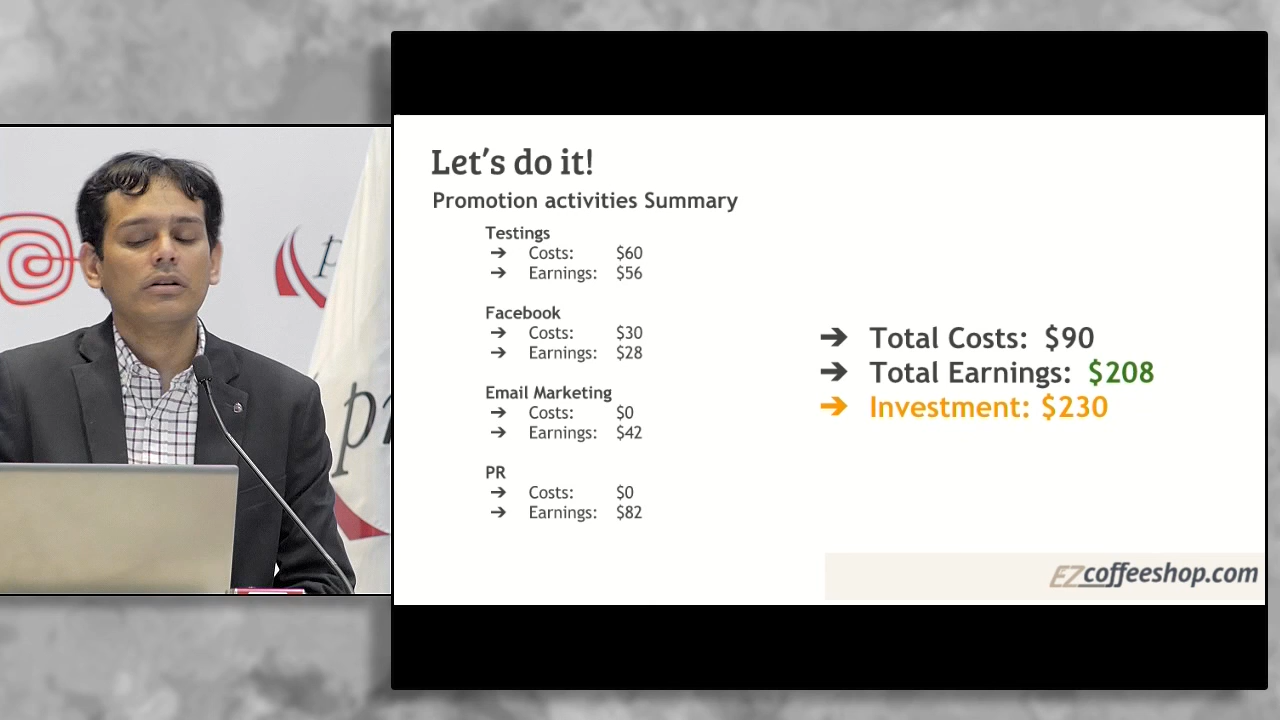 Let's do it!
Promotion activities Summary
Testings
➔ Costs: $60
➔ Earnings: $56
Facebook
➔ Costs: $30
➔ Earnings: $28
Email Marketing
➔ Costs: $0
➔ Earnings: $42
PR
➔ Costs: $0
➔ Earnings: $82
➔ Total Costs: $90
➔ Total Earnings: $208
➔ Investment: $230
EZcoffeeshop.com